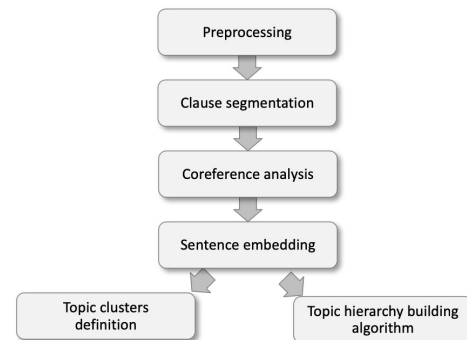 Preprocessing
Clause segmentation
Coreference analysis
Sentence embedding
Topic clusters
definition
Topic hierarchy building
algorithm